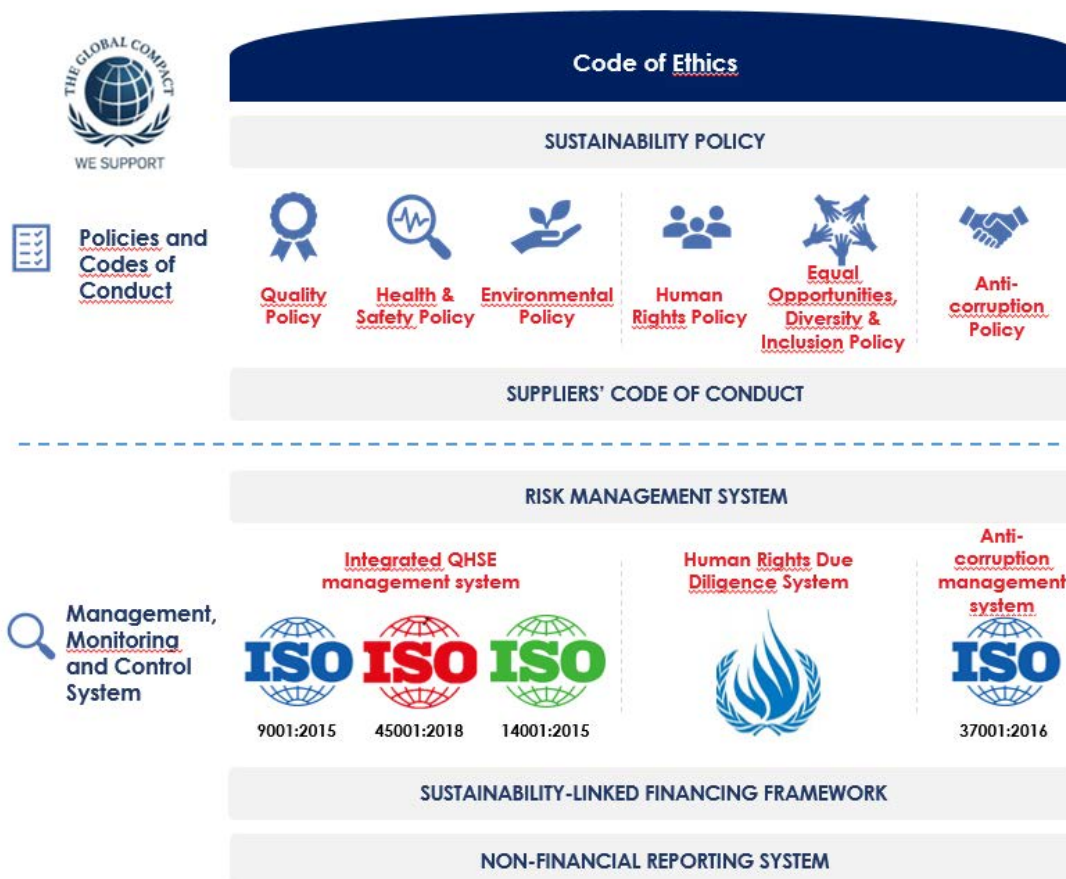 THE GLOBAL COMPACT
WE SUPPORT
Code of Ethics
SUSTAINABILITY POLICY
Policies and
Codes of
Conduct
Quality
Policy
Health &
Safety Policy
Environmental
Policy
Human
Rights Policy
Equal
Opportunities,
Diversity &
Inclusion Policy
Anti-
corruption
Policy
SUPPLIERS' CODE OF CONDUCT
RISK MANAGEMENT SYSTEM
Management,
Monitoring
and Control
System
Integrated QHSE
management system
ISO
9001:2015
ISO
45001:2018
ISO
14001:2015
Human Rights Due
Diligence System
Anti-
corruption
management
system
ISO
37001:2016
SUSTAINABILITY-LINKED FINANCING FRAMEWORK
NON-FINANCIAL REPORTING SYSTEM